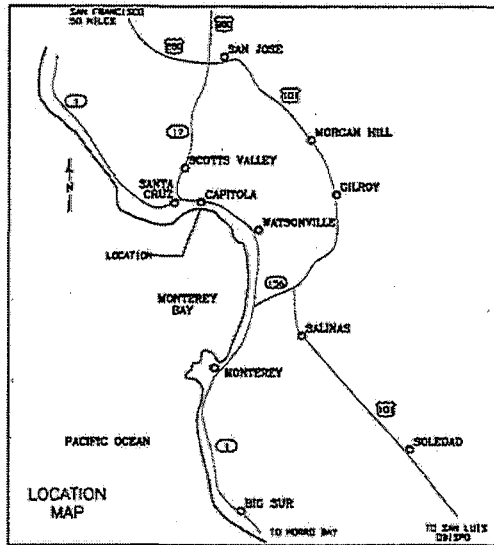 SAN FRANCISCO
50 MILES
280
880
SAN JOSE
1
101
17
MORGAN HILL
SCOTTS VALLEY
N
SANTA
CRUZ
CAPITOLA
GILROY
WATSONVILLE
LOCATION
156
MONTEREY
BAY
SALINAS
MONTEREY
101
PACIFIC OCEAN
1
SOLEDAD
LOCATION
MAP
BIG SUR
TO MORRO BAY
TO SAN LUIS
OBISPO